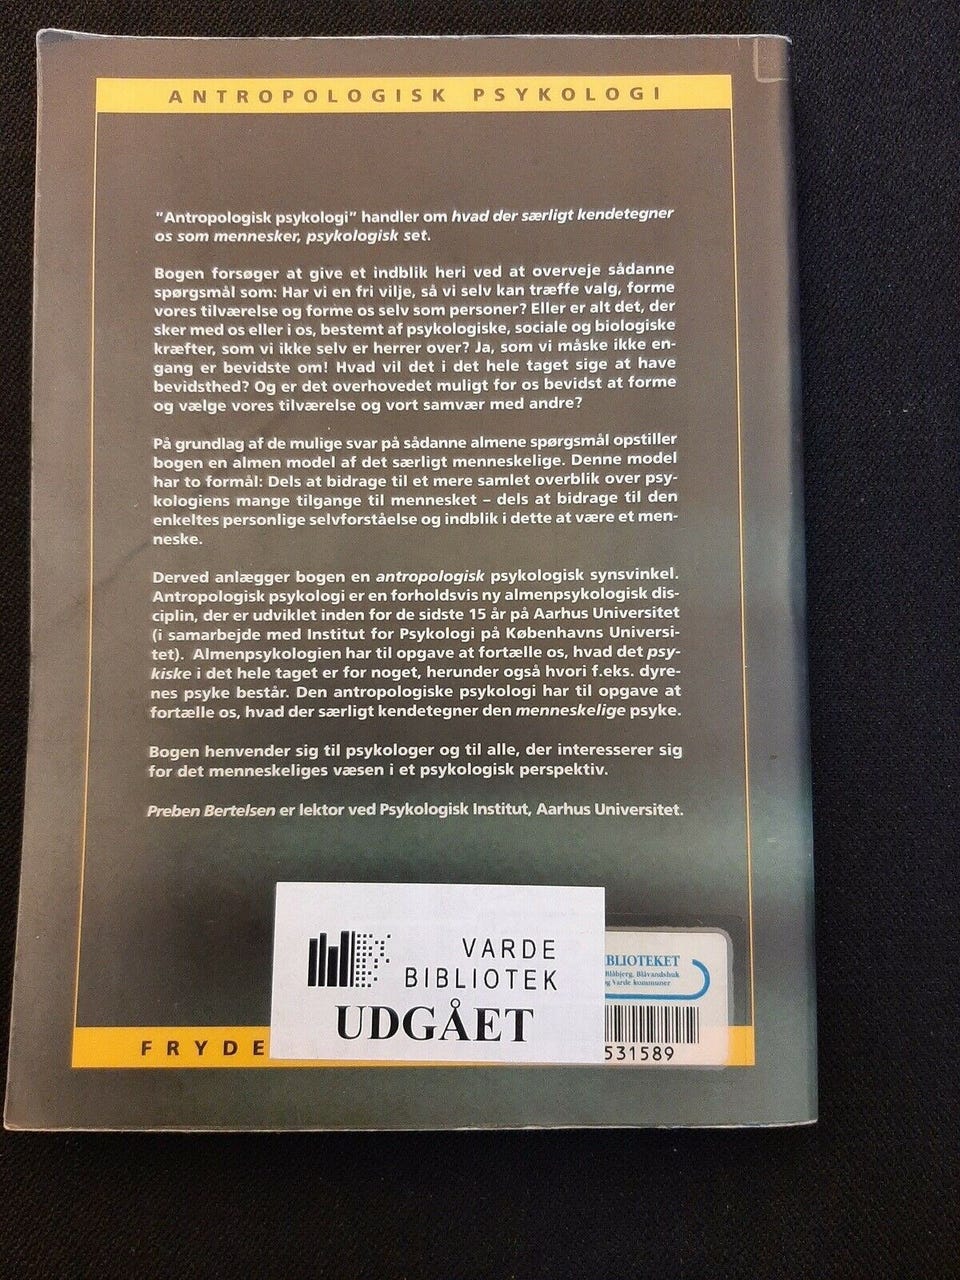 ANTROPOLOGISK PSYKOLOGI
"Antropologisk psykologi" handler om hvad der særligt kendetegner
os som mennesker, psykologisk set.
Bogen forsøger at give et indblik heri ved at overveje sådanne
spørgsmål som: Har vi en fri vilje, så vi selv kan træffe valg, forme
vores tilværelse og forme os selv som personer? Eller er alt det, der
sker med os eller i os, bestemt af psykologiske, sociale og biologiske
kræfter, som vi ikke selv er herrer over? Ja, som vi måske ikke en-
gang er bevidste om! Hvad vil det i det hele taget sige at have
bevidsthed? Og er det overhovedet muligt for os bevidst at forme
og vælge vores tilværelse og vort samvær med andre?
På grundlag af de mulige svar på sådanne almene spørgsmål opstiller
bogen en almen model af det særligt menneskelige. Denne model
har to formål: Dels at bidrage til et mere samlet overblik over psy-
kologiens mange tilgange til mennesket – dels at bidrage til den
enkeltes personlige selvforståelse og indblik i dette at være et men-
neske.
Derved anlægger bogen en antropologisk psykologisk synsvinkel.
Antropologisk psykologi er en forholdsvis ny almenpsykologisk dis-
ciplin, der er udviklet inden for de sidste 15 år på Aarhus Universitet
(i samarbejde med Institut for Psykologi på Københavns Universi-
tet). Almenpsykologien har til opgave at fortælle os, hvad det psy-
kiske i det hele taget er for noget, herunder også hvori f.eks. dyre-
nes psyke består. Den antropologiske psykologi har til opgave at
fortælle os, hvad der særligt kendetegner den menneskelige psyke.
Bogen henvender sig til psykologer og til alle, der interesserer sig
for det menneskeliges væsen i et psykologisk perspektiv.
Preben Bertelsen er lektor ved Psykologisk Institut, Aarhus Universitet.
VARDE
BIBLIOTEK
UDGÅET
BLIOTEKET
Blåbjerg, Blåvandshuk
og Varde kommuner
531589
FRYDE